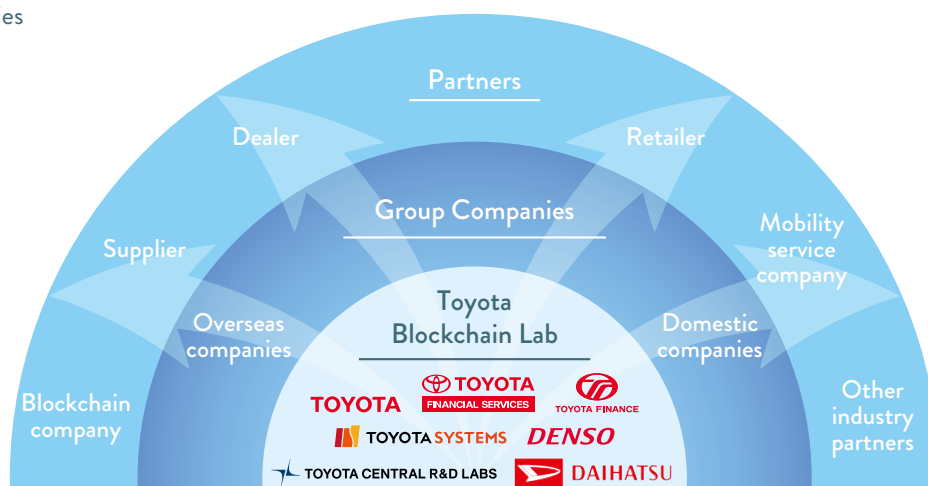 es
Partners
Dealer
Retailer
Group Companies
Supplier
Mobility
service
company
Toyota
Blockchain Lab
Overseas
companies
Domestic
companies
Blockchain
company
Other
industry
partners
TOYOTA
TOYOTA
FINANCIAL SERVICES
TOYOTA FINANCE
TOYOTA SYSTEMS
DENSO
TOYOTA CENTRAL R&D LABS
DAIHATSU